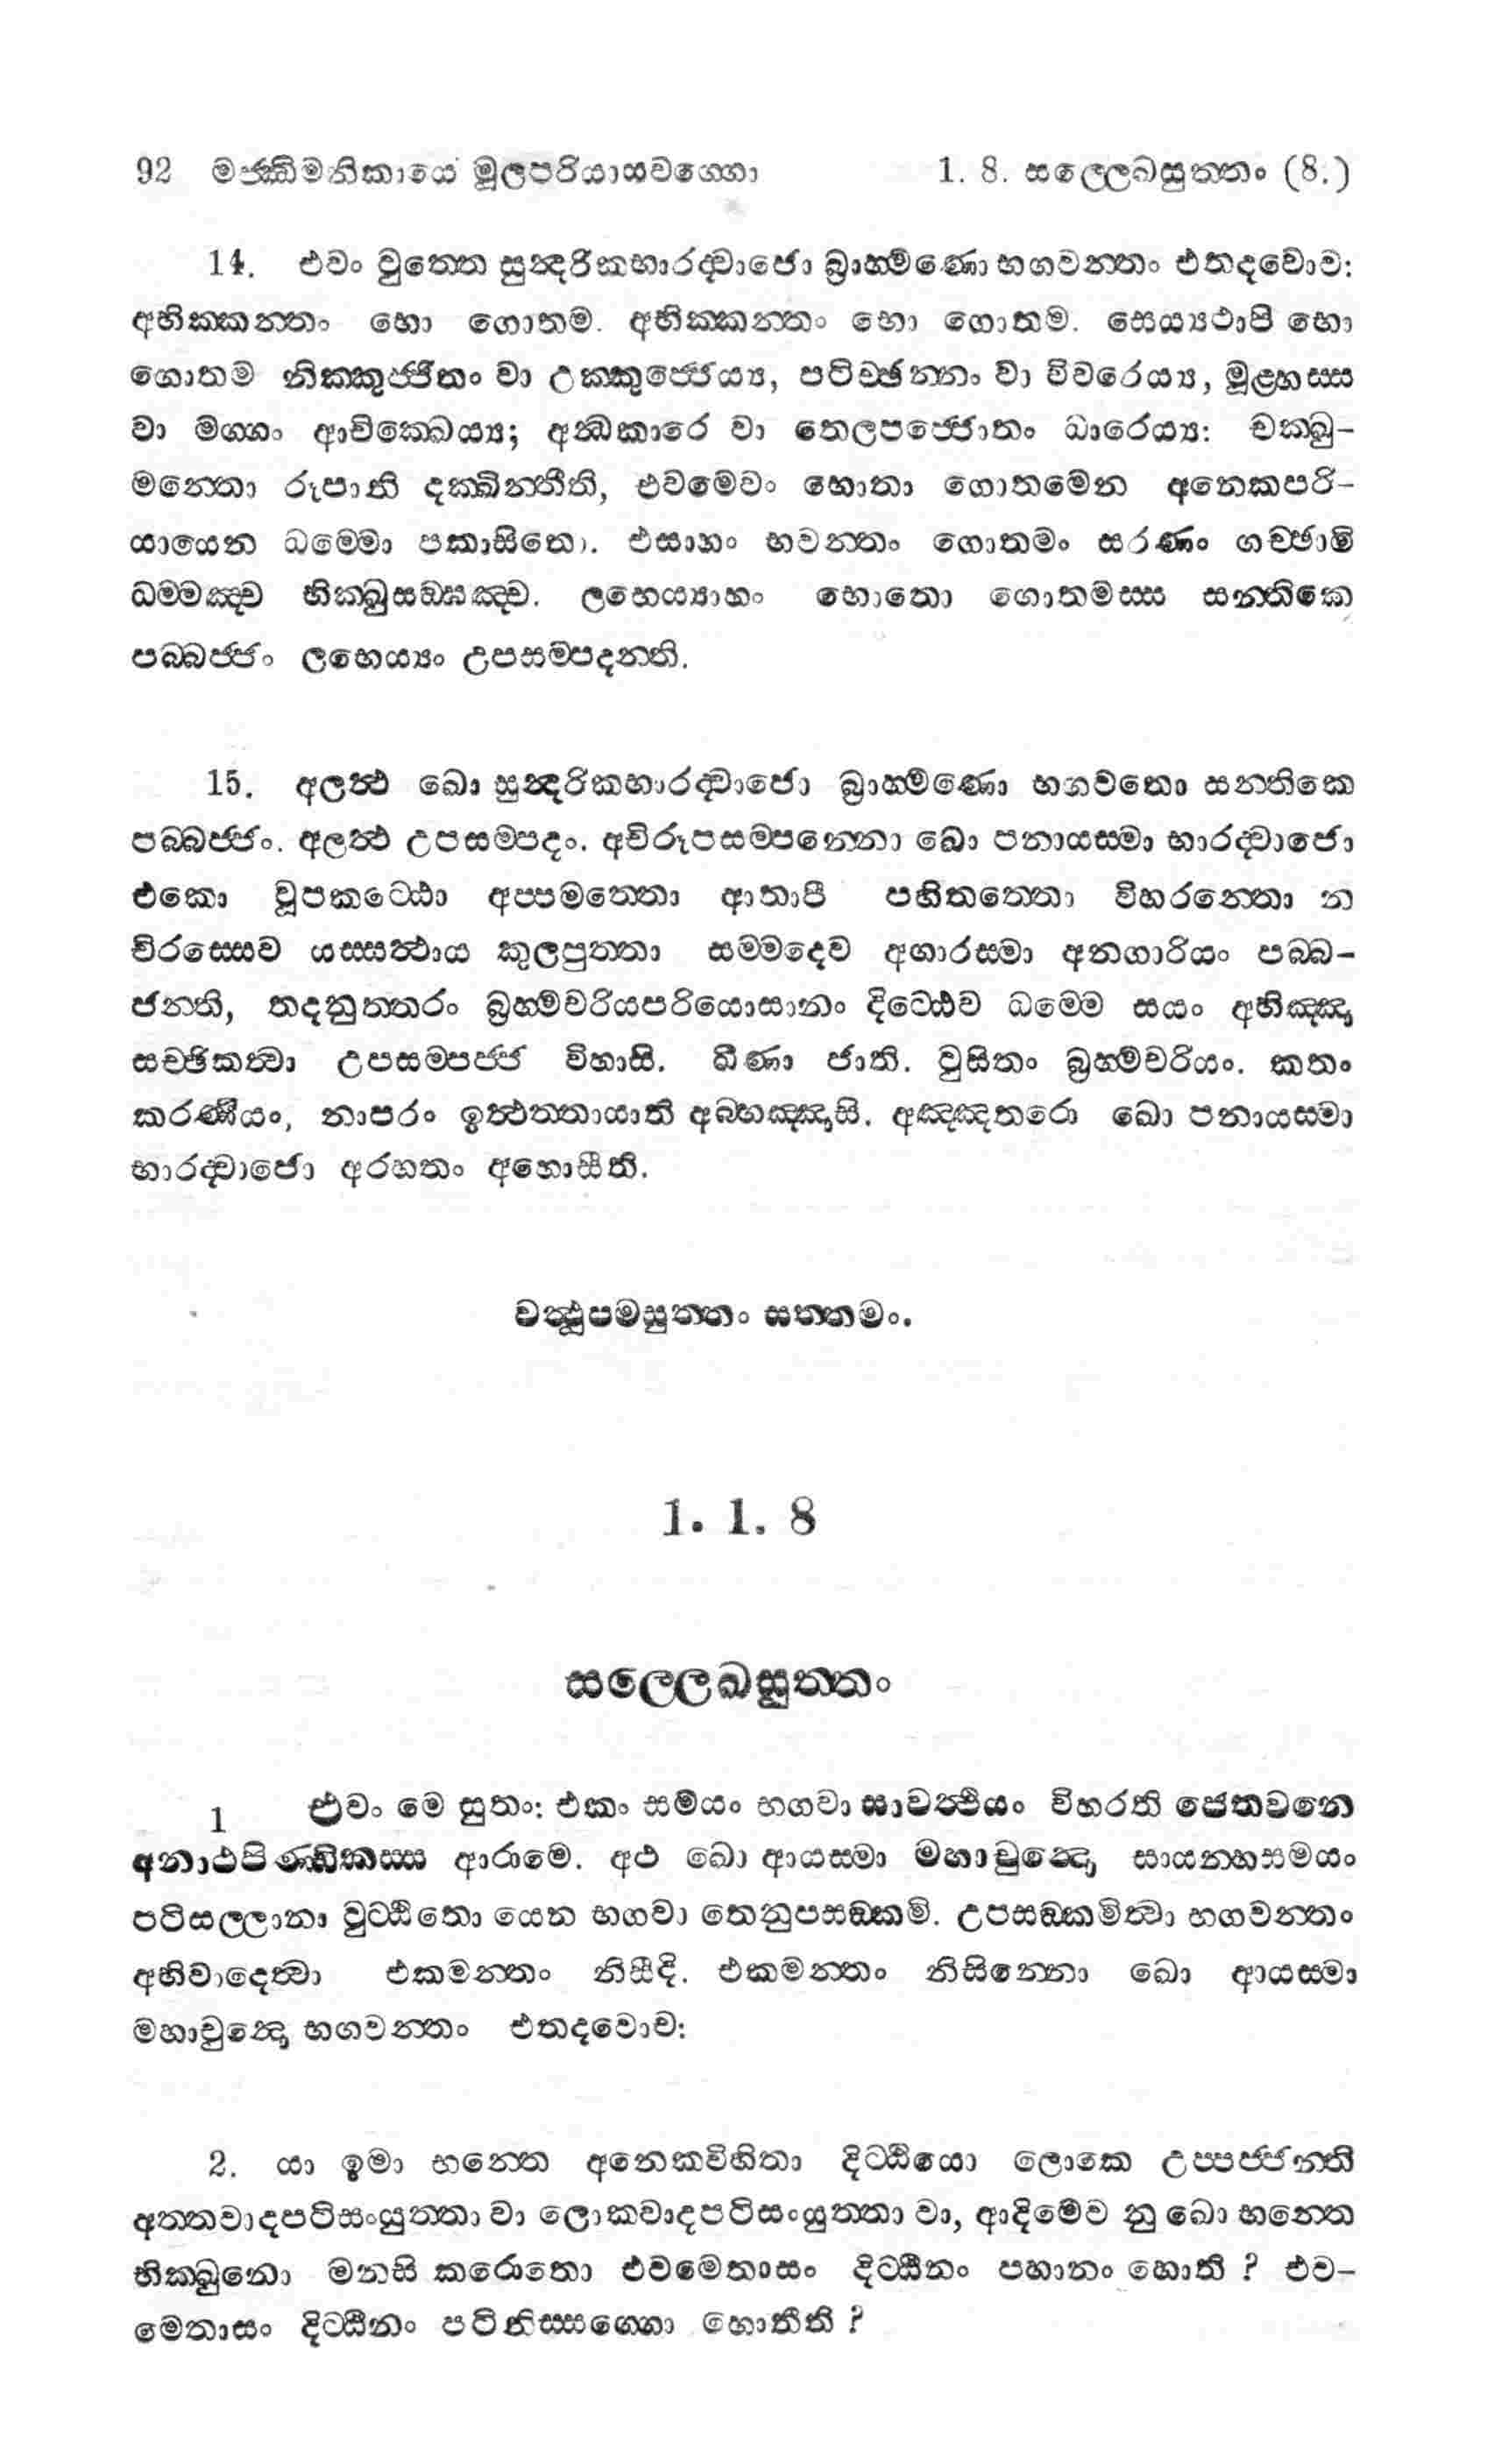 92 මජ්ඣිමනිකායෙ මූලපරියායවග්ගො 1. 8. සල්ලෙඛසුත්තං (8.)
14. එවං වුත්තෙ සුන්දරිකභාරද්වාජො බ්‍රාහ්මණො භගවන්තං එතදවොච:
අභික්කන්තං භො ගොතම. අභික්කන්තං භො ගොතම. සෙය්‍යථාපි භො
ගොතම නික්කුජ්ජිතං වා උක්කුජ්ජෙය්‍ය, පටිච්ඡන්නං වා විවරෙය්‍ය, මූළ්හස්ස
වා මග්ගං ආචික්ඛෙය්‍ය; අන්ධකාරෙ වා තෙලපජ්ජොතං ධාරෙය්‍ය: චක්ඛු-
මන්තො රූපානි දක්ඛින්තීති, එවමෙවං භොතා ගොතමෙන අනෙකපරි-
යායෙන ධම්මො පකාසිතො. එසාහං භවන්තං ගොතමං සරණං ගච්ඡාමි
ධම්මඤ්ච භික්ඛුසඞ්ඝඤ්ච. ලභෙය්‍යාහං භොතො ගොතමස්ස සන්තිකෙ
පබ්බජ්ජං ලභෙය්‍යං උපසම්පදන්ති.
15. අලත්ථ ඛො සුන්දරිකභාරද්වාජො බ්‍රාහ්මණො භගවතො සන්තිකෙ
පබ්බජ්ජං. අලත්ථ උපසම්පදං. අචිරූපසම්පන්නො ඛො පනායස්මා භාරද්වාජො
එකො වූපකට්ඨො අප්පමත්තො ආතාපී පහිතත්තො විහරන්තො න
චිරස්සෙව යස්සත්ථාය කුලපුත්තා සම්මදෙව අගාරස්මා අනගාරියං පබ්බ-
ජන්ති, තදනුත්තරං බ්‍රහ්මචරියපරියොසානං දිට්ඨෙව ධම්මෙ සයං අභිඤ්ඤා
සච්ඡිකත්වා උපසම්පජ්ජ විහාසි. ඛීණා ජාති. වුසිතං බ්‍රහ්මචරියං. කතං
කරණීයං, නාපරං ඉත්ථත්තායාති අබ්භඤ්ඤාසි. අඤ්ඤතරො ඛො පනායස්මා
භාරද්වාජො අරහතං අහොසීති.
වත්ථූපමසුත්තං සත්තමං.
1. 1. 8
සල්ලෙඛසුත්තං
1 එවං මෙ සුතං: එකං සමයං භගවා සාවත්ථියං විහරති ජෙතවනෙ
අනාථපිණ්ඩිකස්ස ආරාමෙ. අථ ඛො ආයස්මා මහාචුන්දො සායන්හසමයං
පටිසල්ලානා වුට්ඨිතො යෙන භගවා තෙනුපසඞ්කමි. උපසඞ්කමිත්වා භගවන්තං
අභිවාදෙත්වා එකමන්තං නිසීදි. එකමන්තං නිසින්නො ඛො ආයස්මා
මහාචුන්දො භගවන්තං එතදවොච:
2. යා ඉමා භන්තෙ අනෙකවිහිතා දිට්ඨියො ලොකෙ උප්පජ්ජන්ති
අත්තවාදපටිසංයුත්තා වා ලොකවාදපටිසංයුත්තා වා, ආදිමෙව නු ඛො භන්තෙ
භික්ඛුනො මනසි කරොතො එවමෙතාසං දිට්ඨීනං පහානං හොති ? එව-
මෙතාසං දිට්ඨීනං පටිනිස්සග්ගො හොතීති ?